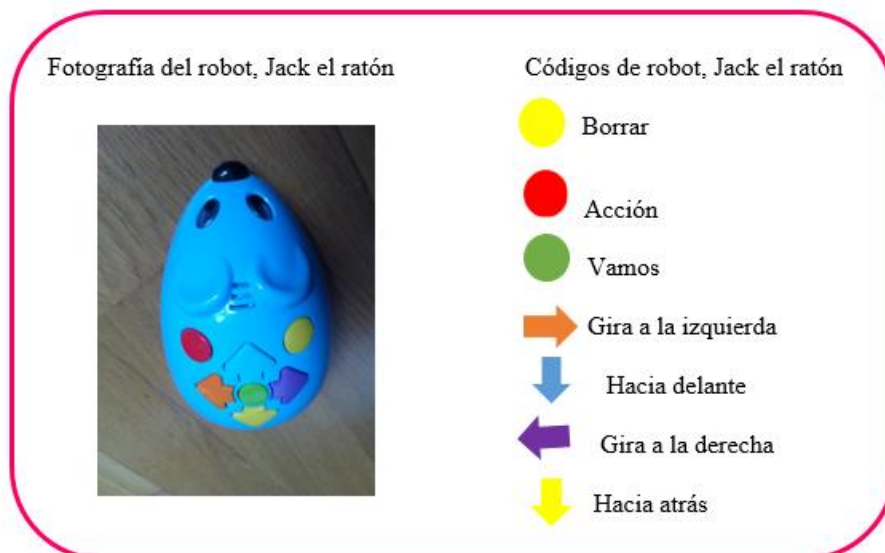 Fotografía del robot, Jack el ratón
Códigos de robot, Jack el ratón
Borrar
Acción
Vamos
Gira a la izquierda
Hacia delante
Gira a la derecha
Hacia atrás